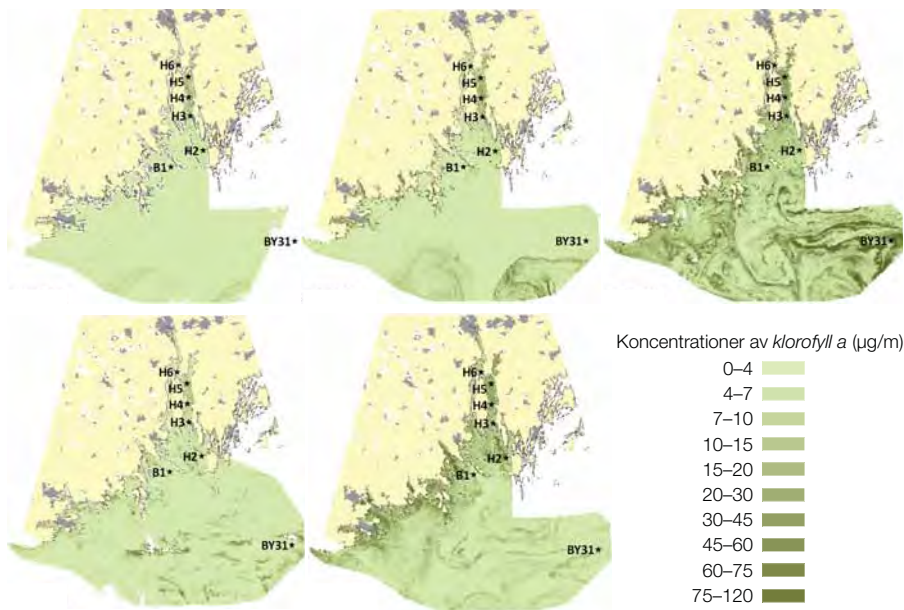 H6★ H6★ H6★
H5★ H5★ H5★
H4★ H4★ H4★
H3★ H3★ H3★
H2★ H2★ H2★
B1★ B1★ B1★
BY31★ BY31★ BY31★
H6★ H6★
H5★ H5★
H4★ H4★
H3★ H3★
H2★ H2★
B1★ B1★
BY31★ BY31★
Koncentrationer av klorofyll a (µg/m)
0–4
4–7
7–10
10–15
15–20
20–30
30–45
45–60
60–75
75–120